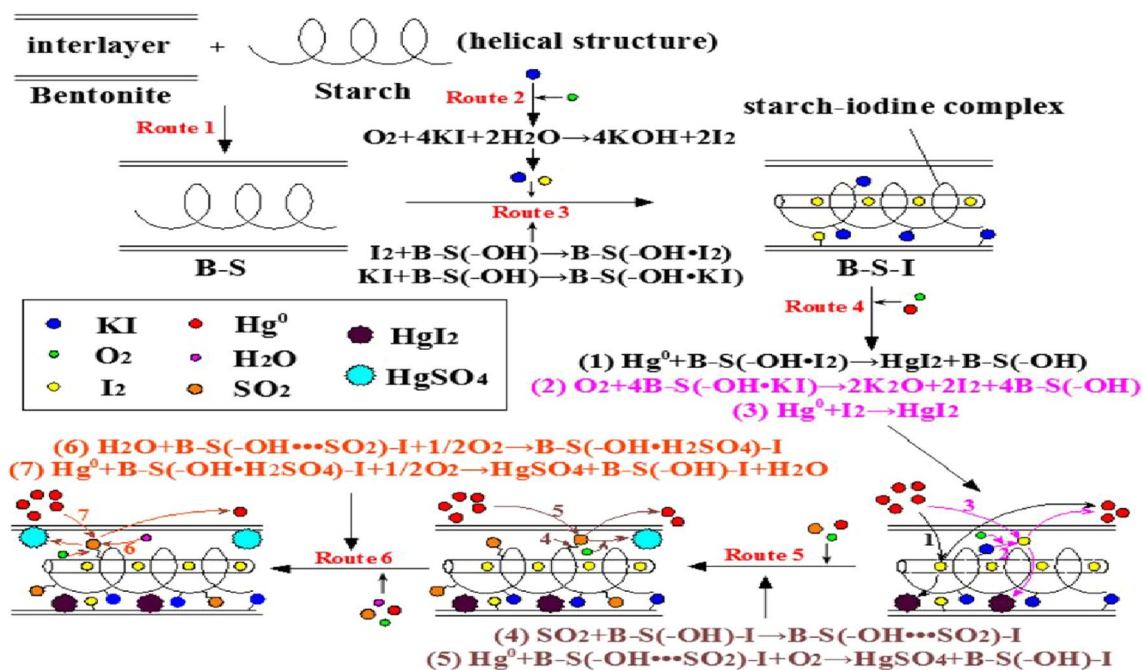 interlayer + (helical structure)
Bentonite Starch
Route 1
Route 2
O₂+4KI+2H₂O→4KOH+2I₂
starch-iodine complex
Route 3
I₂+B-S(-OH)→B-S(-OH•I₂)
KI+B-S(-OH)→B-S(-OH•KI)
B-S
B-S-I
Route 4
KI Hg⁰ HgI₂
O₂ H₂O HgSO₄
I₂ SO₂
(1) Hg⁰+B-S(-OH•I₂)→HgI₂+B-S(-OH)
(2) O₂+4B-S(-OH•KI)→2K₂O+2I₂+4B-S(-OH)
(3) Hg⁰+I₂→HgI₂
(6) H₂O+B-S(-OH•••SO₂)-I+1/2O₂→B-S(-OH•H₂SO₄)-I
(7) Hg⁰+B-S(-OH•H₂SO₄)-I+1/2O₂→HgSO₄+B-S(-OH)-I+H₂O
7
6
Route 6
5
4
Route 5
3
1
2
(4) SO₂+B-S(-OH)-I→B-S(-OH•••SO₂)-I
(5) Hg⁰+B-S(-OH•••SO₂)-I+O₂→HgSO₄+B-S(-OH)-I